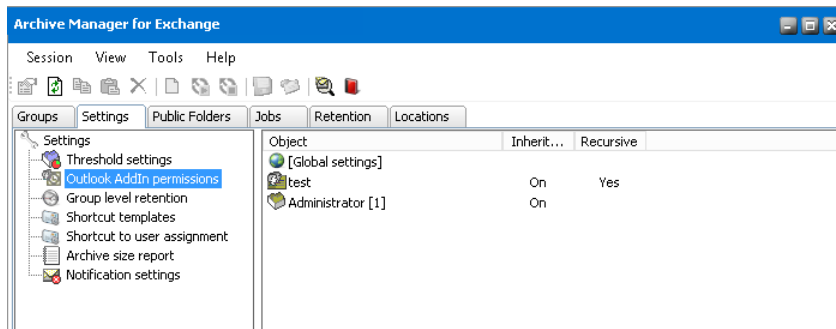 Archive Manager for Exchange
Session View Tools Help
Groups Settings Public Folders Jobs Retention Locations
Settings
Threshold settings
Outlook AddIn permissions
Group level retention
Shortcut templates
Shortcut to user assignment
Archive size report
Notification settings
Object Inherit... Recursive
[Global settings]
test On Yes
Administrator [1] On